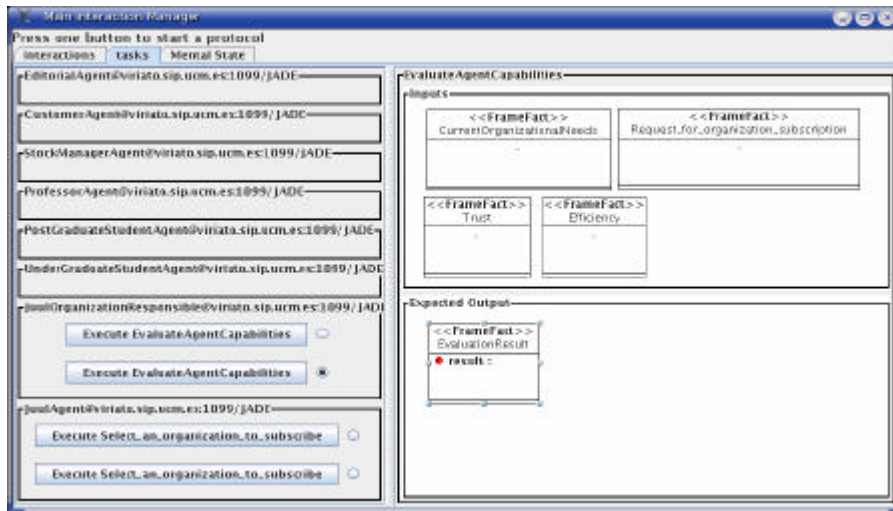 Main Interaction Manager
Press one button to start a protocol
interactions tasks Mental State
EditorialAgent@viriato.sip.ucm.es:1099/JADE
CustomerAgent@viriato.sip.ucm.es:1099/JADE
StockManagerAgent@viriato.sip.ucm.es:1099/JADE
ProfessorAgent@viriato.sip.ucm.es:1099/JADE
PostGraduateStudentAgent@viriato.sip.ucm.es:1099/JADE
UnderGraduateStudentAgent@viriato.sip.ucm.es:1099/JADE
JuulOrganizationResponsible@viriato.sip.ucm.es:1099/JADE
Execute EvaluateAgentCapabilities
Execute EvaluateAgentCapabilities
JuulAgent@viriato.sip.ucm.es:1099/JADE
Execute Select_an_organization_to_subscribe
Execute Select_an_organization_to_subscribe
EvaluateAgentCapabilities
Inputs
<<FrameFact>>
CurrentOrganizationalNeeds
<<FrameFact>>
Request_for_organization_subscription
<<FrameFact>>
Trust
<<FrameFact>>
Efficiency
Expected Output
<<FrameFact>>
EvaluationResult
result :